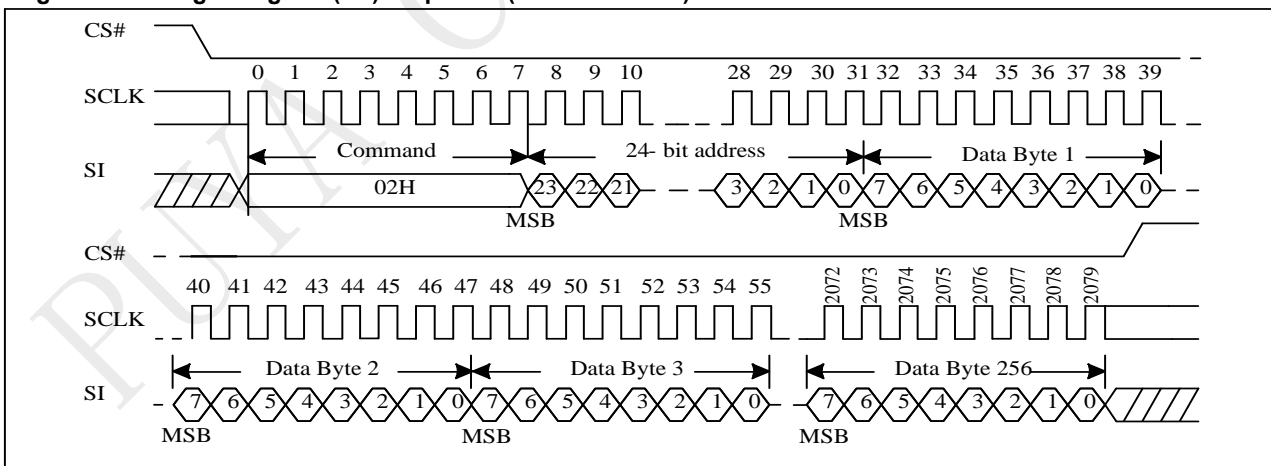 CS#
0 1 2 3 4 5 6 7 8 9 10 28 29 30 31 32 33 34 35 36 37 38 39
SCLK
Command 24- bit address Data Byte 1
SI
02H 23 22 21 3 2 1 0 7 6 5 4 3 2 1 0
MSB MSB
CS#
40 41 42 43 44 45 46 47 48 49 50 51 52 53 54 55 2072 2073 2074 2075 2076 2077 2078 2079
SCLK
Data Byte 2 Data Byte 3 Data Byte 256
SI
7 6 5 4 3 2 1 0 7 6 5 4 3 2 1 0 7 6 5 4 3 2 1 0
MSB MSB MSB
PUYA